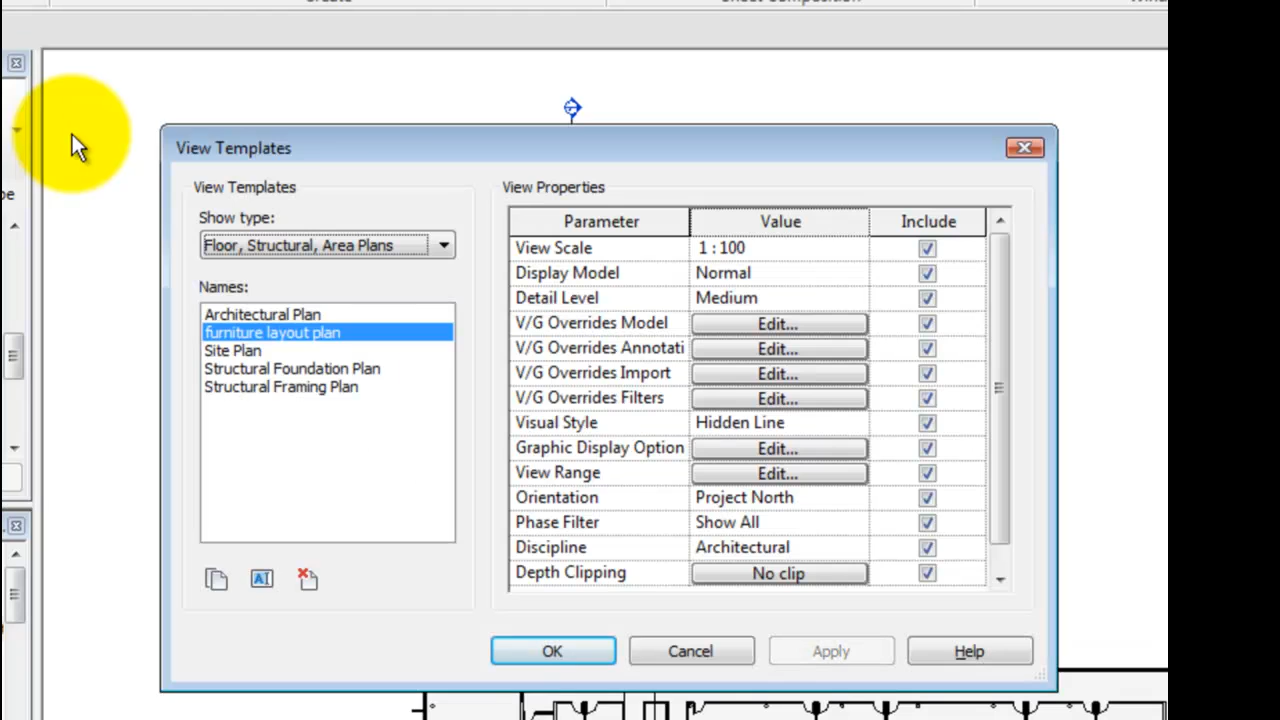 Create
View Templates
View Templates
Show type:
Floor, Structural, Area Plans
Names:
Architectural Plan
furniture layout plan
Site Plan
Structural Foundation Plan
Structural Framing Plan
View Properties
Parameter Value Include
View Scale 1 : 100
Display Model Normal
Detail Level Medium
V/G Overrides Model Edit...
V/G Overrides Annotati Edit...
V/G Overrides Import Edit...
V/G Overrides Filters Edit...
Visual Style Hidden Line
Graphic Display Option Edit...
View Range Edit...
Orientation Project North
Phase Filter Show All
Discipline Architectural
Depth Clipping No clip
OK Cancel Apply Help